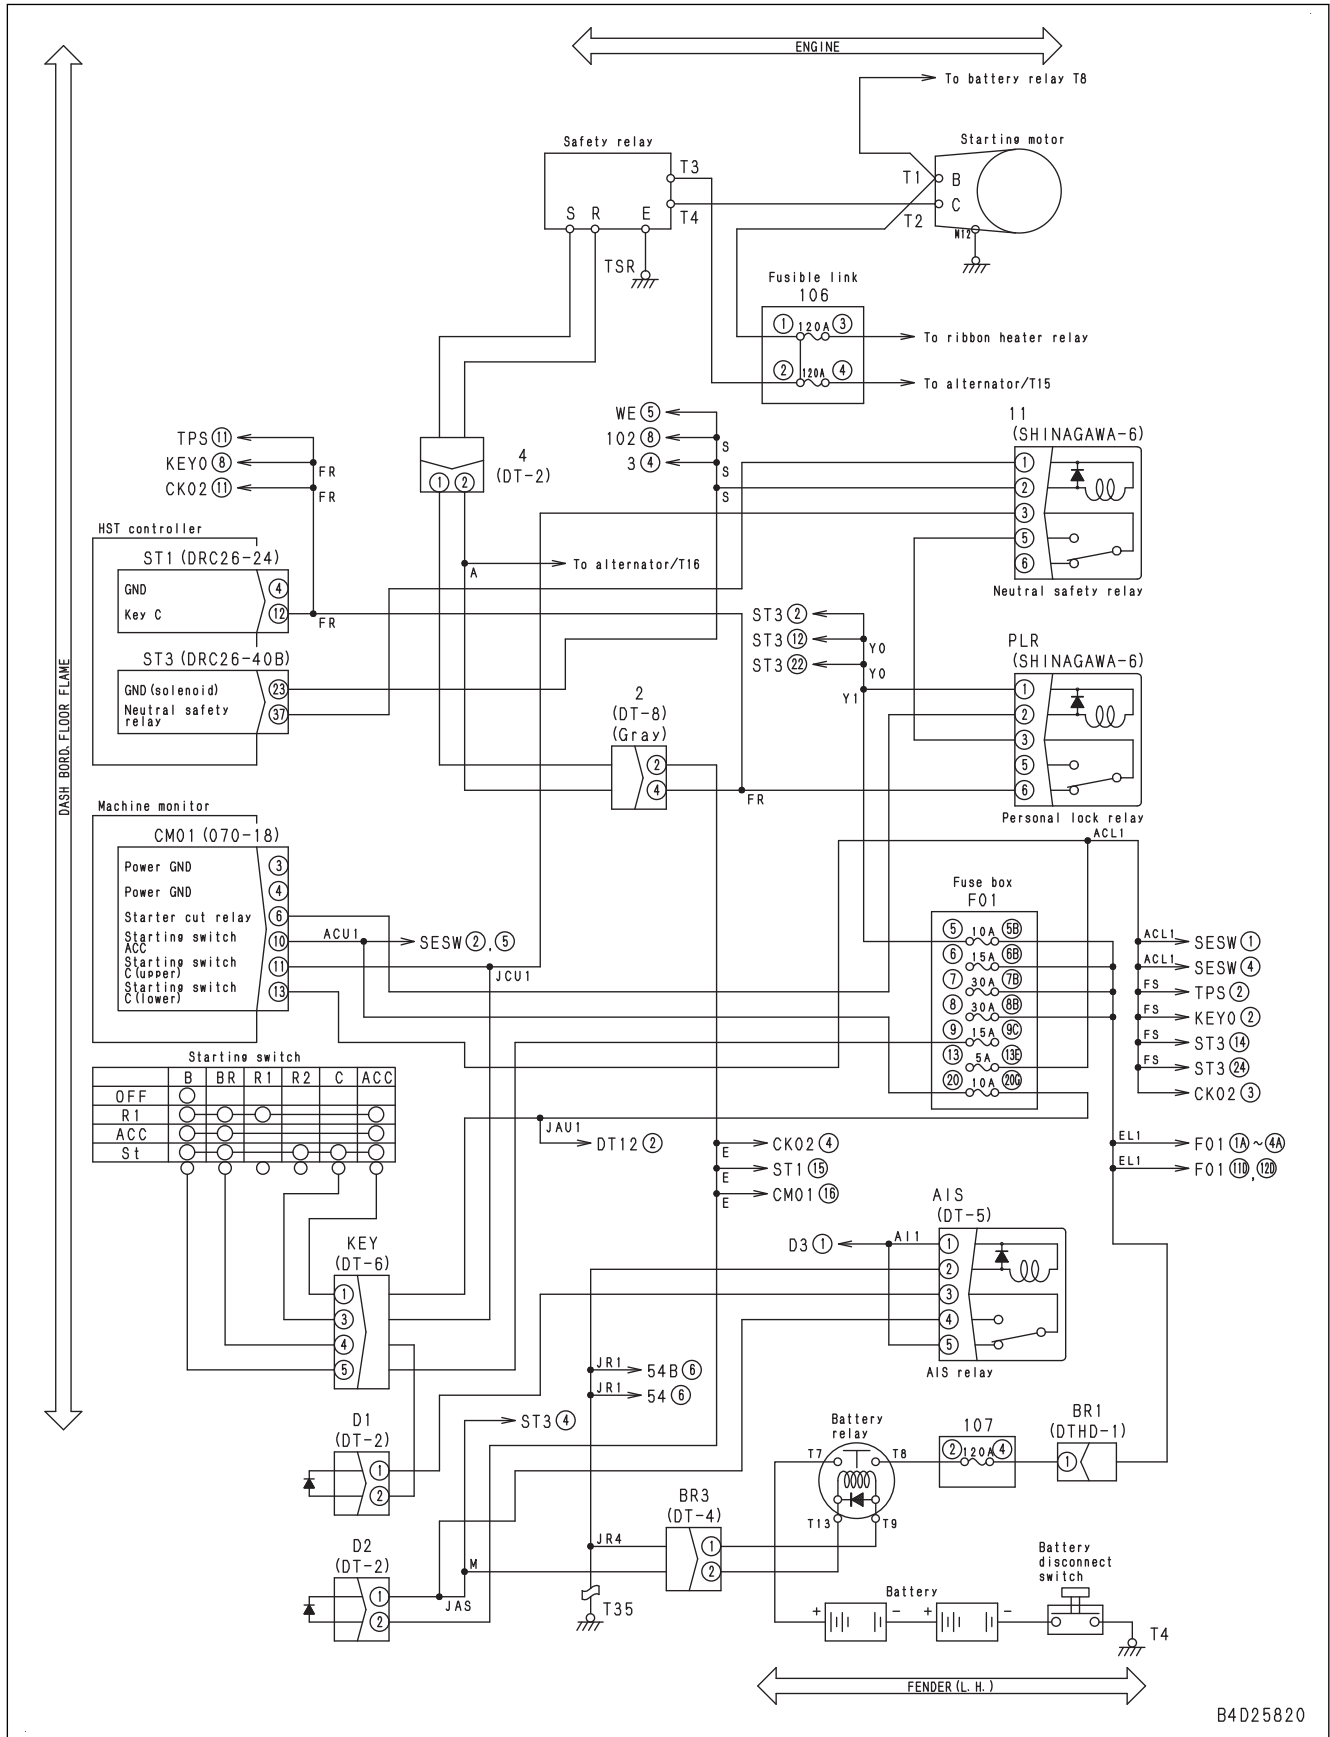 ENGINE
To battery relay T8
Safety relay
Starting motor
T3
T1
B
S R E
T4
C
T2
M12
TSR
Fusible link
106
① 120A ③
To ribbon heater relay
② 120A ④
To alternator/T15
WE ⑤
11
(SHINAGAWA-6)
TPS ⑪
102 ⑧
S
KEY0 ⑧
FR
4
(DT-2)
3 ④
S
①
CK02 ⑪
FR
① ②
S
②
HST controller
③
ST1 (DRC26-24)
⑤
To alternator/T16
A
⑥
GND ④
Neutral safety relay
Key C ⑫
FR
ST3 ②
ST3 ⑫
Y0
PLR
(SHINAGAWA-6)
ST3 (DRC26-40B)
ST3 ㉒
Y0
DASH BORD. FLOOR FLAME
GND (solenoid) ㉓
2
(DT-8)
(Gray)
Y1
①
Neutral safety
relay ㊲
②
③
②
⑤
④
FR
⑥
Machine monitor
Personal lock relay
CM01 (070-18)
ACL1
Power GND ③
Power GND ④
Fuse box
F01
Starter cut relay ⑥
⑤ 10A 5B
Starting switch
ACC ⑩
ACU1
SESW ②, ⑤
⑥ 15A 6B
ACL1
SESW ①
Starting switch
C (upper) ⑪
JCU1
⑦ 30A 7B
ACL1
SESW ④
Starting switch
C (lower) ⑬
⑧ 30A 8B
FS
TPS ②
⑨ 15A 9C
FS
KEY0 ②
⑬ 5A 13E
FS
ST3 ⑭
⑳ 10A 20G
FS
ST3 ㉔
CK02 ③
Starting switch
B BR R1 R2 C ACC
OFF
R1
ACC
St
JAU1
DT12 ②
E
CK02 ④
E
ST1 ⑮
E
CM01 ⑯
EL1
F01 1A ~ 4A
EL1
F01 11D, 12D
AIS
(DT-5)
KEY
(DT-6)
D3 ①
AI1
①
②
①
③
③
④
④
⑤
⑤
JR1
54B ⑥
AIS relay
JR1
54 ⑥
D1
(DT-2)
ST3 ④
Battery
relay
107
BR1
(DTHD-1)
①
②
T7
T8
② 120A ④
①
BR3
(DT-4)
T13
T9
D2
(DT-2)
JR4
①
M
②
Battery
disconnect
switch
①
JAS
②
T35
Battery
+ − + −
T4
FENDER (L. H. )
B4D25820